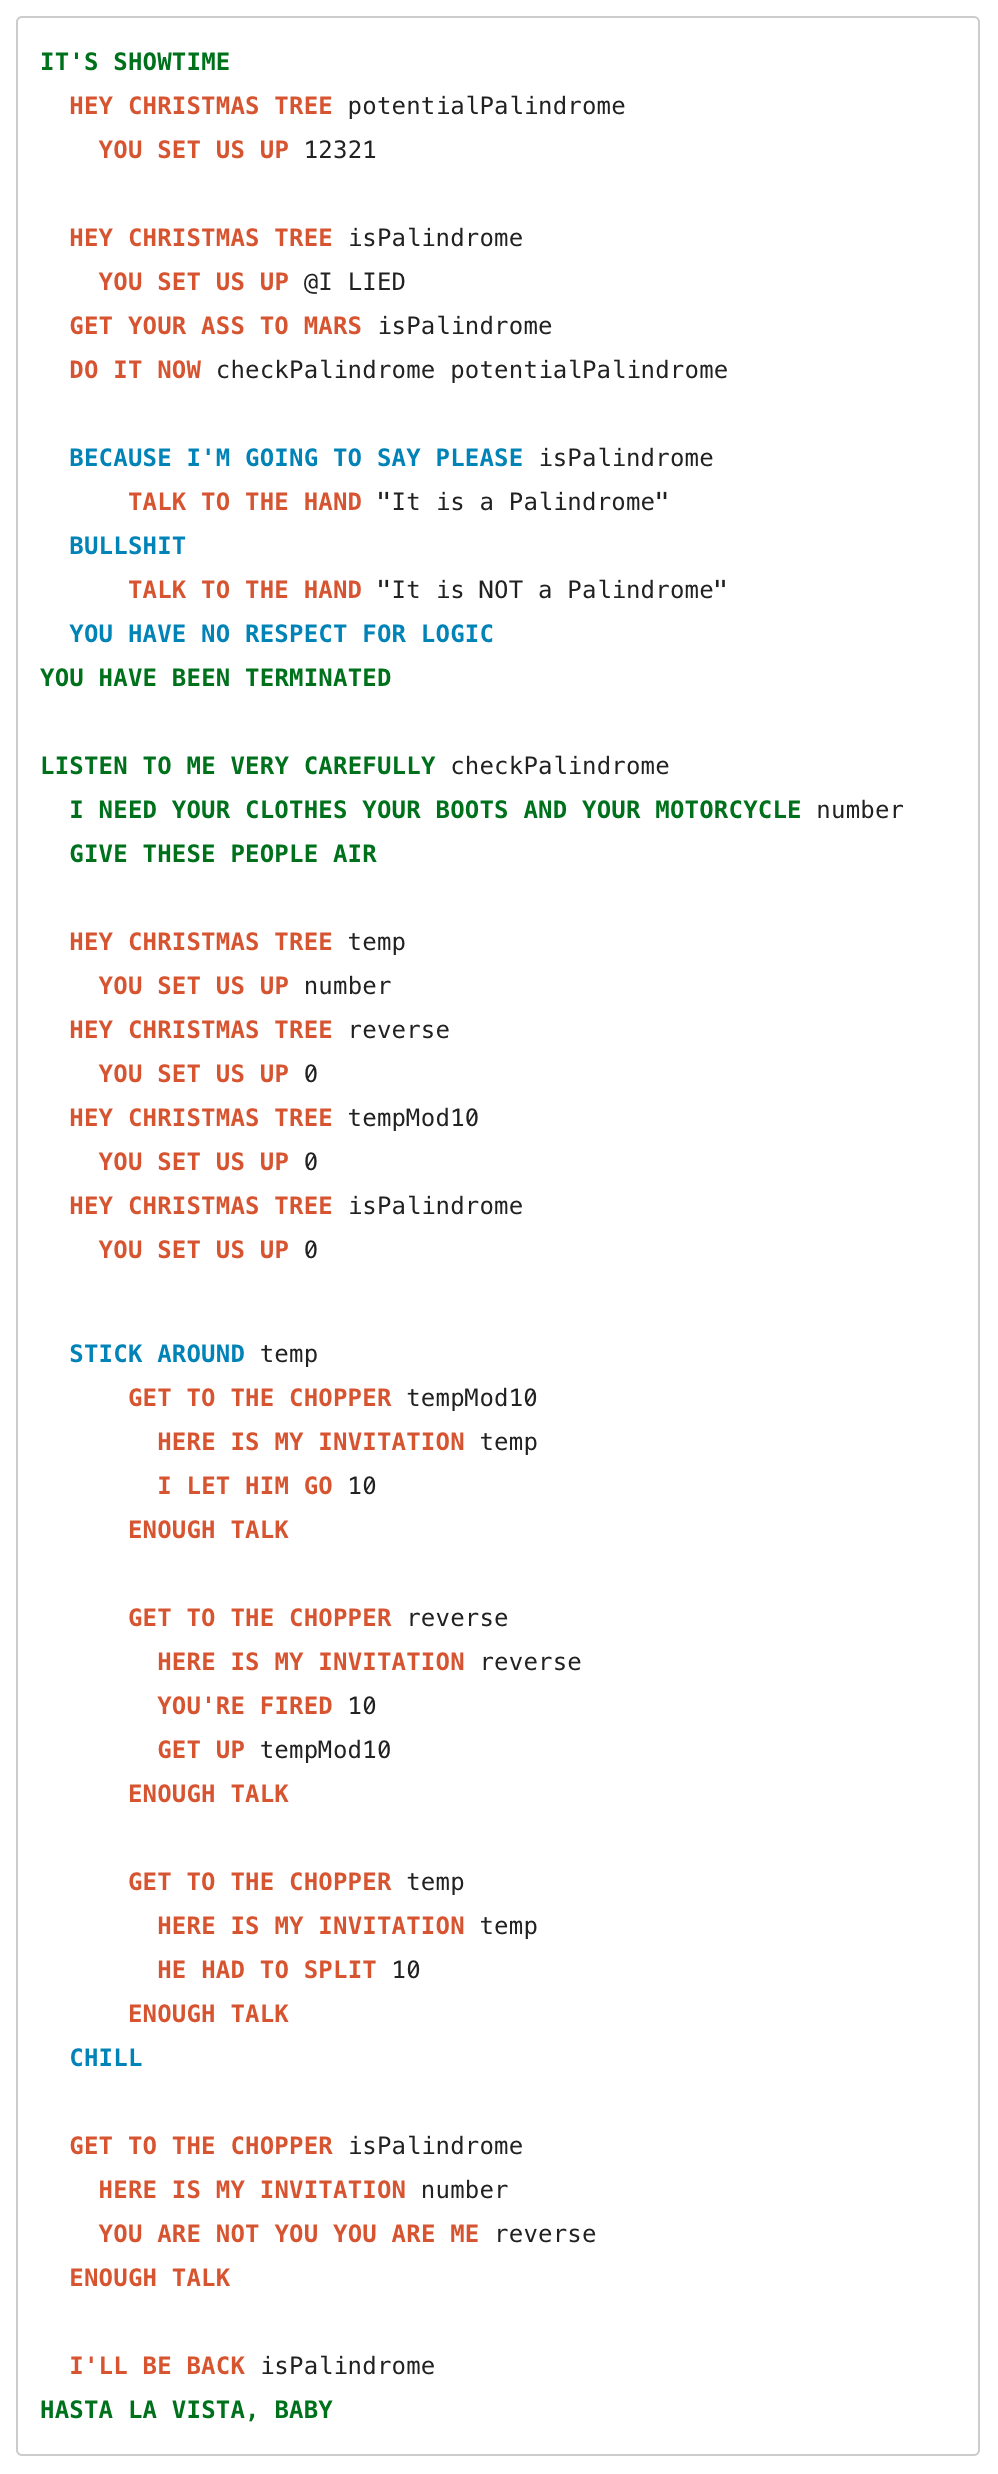 IT'S SHOWTIME
HEY CHRISTMAS TREE potentialPalindrome
YOU SET US UP 12321
HEY CHRISTMAS TREE isPalindrome
YOU SET US UP @I LIED
GET YOUR ASS TO MARS isPalindrome
DO IT NOW checkPalindrome potentialPalindrome
BECAUSE I'M GOING TO SAY PLEASE isPalindrome
TALK TO THE HAND "It is a Palindrome"
BULLSHIT
TALK TO THE HAND "It is NOT a Palindrome"
YOU HAVE NO RESPECT FOR LOGIC
YOU HAVE BEEN TERMINATED
LISTEN TO ME VERY CAREFULLY checkPalindrome
I NEED YOUR CLOTHES YOUR BOOTS AND YOUR MOTORCYCLE number
GIVE THESE PEOPLE AIR
HEY CHRISTMAS TREE temp
YOU SET US UP number
HEY CHRISTMAS TREE reverse
YOU SET US UP 0
HEY CHRISTMAS TREE tempMod10
YOU SET US UP 0
HEY CHRISTMAS TREE isPalindrome
YOU SET US UP 0
STICK AROUND temp
GET TO THE CHOPPER tempMod10
HERE IS MY INVITATION temp
I LET HIM GO 10
ENOUGH TALK
GET TO THE CHOPPER reverse
HERE IS MY INVITATION reverse
YOU'RE FIRED 10
GET UP tempMod10
ENOUGH TALK
GET TO THE CHOPPER temp
HERE IS MY INVITATION temp
HE HAD TO SPLIT 10
ENOUGH TALK
CHILL
GET TO THE CHOPPER isPalindrome
HERE IS MY INVITATION number
YOU ARE NOT YOU YOU ARE ME reverse
ENOUGH TALK
I'LL BE BACK isPalindrome
HASTA LA VISTA, BABY